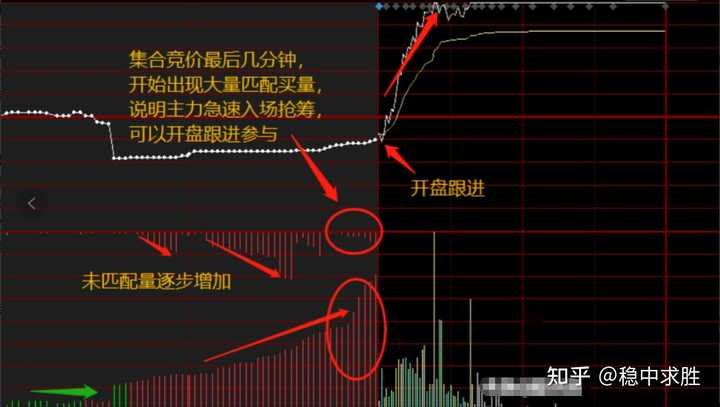 集合竞价最后几分钟，
开始出现大量匹配买量，
说明主力急速入场抢筹，
可以开盘跟进参与
开盘跟进
未匹配量逐步增加
知乎 @稳中求胜